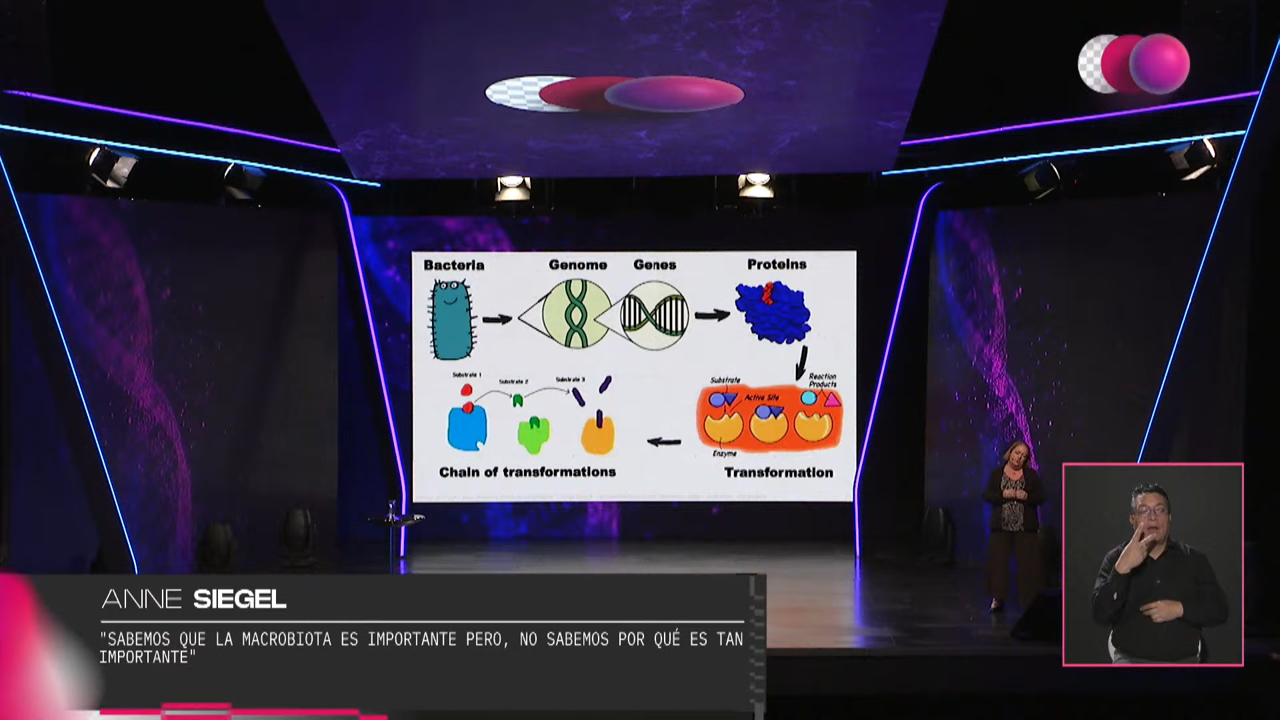 Bacteria
Genome
Genes
Proteins
Substrate 1
Substrate 2
Substrate 3
Substrate
Active Site
Reaction
Products
Enzyme
Chain of transformations
Transformation
ANNE SIEGEL
"SABEMOS QUE LA MACROBIOTA ES IMPORTANTE PERO, NO SABEMOS POR QUÉ ES TAN
IMPORTANTE"